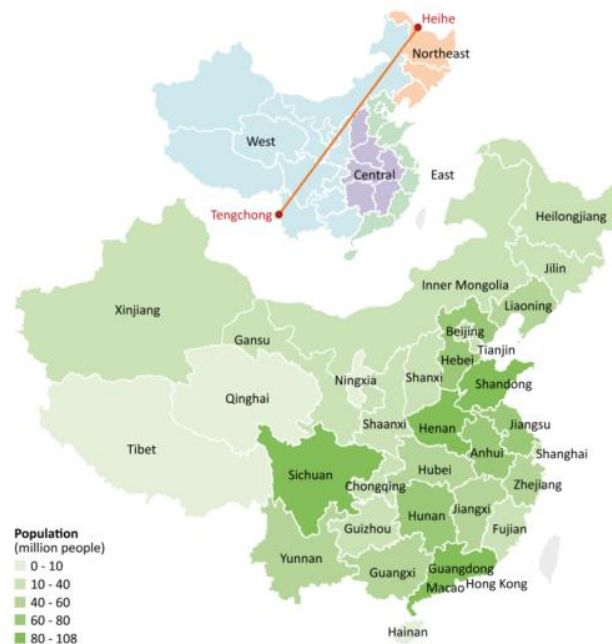 Heihe
Northeast
West
Central
East
Tengchong
Heilongjiang
Jilin
Inner Mongolia
Liaoning
Xinjiang
Gansu
Beijing
Tianjin
Hebei
Ningxia
Shanxi
Shandong
Qinghai
Shaanxi
Henan
Jiangsu
Tibet
Anhui
Shanghai
Sichuan
Hubei
Chongqing
Zhejiang
Hunan
Jiangxi
Guizhou
Fujian
Yunnan
Guangxi
Guangdong
Macao
Hong Kong
Hainan
Population
(million people)
0 - 10
10 - 40
40 - 60
60 - 80
80 - 108